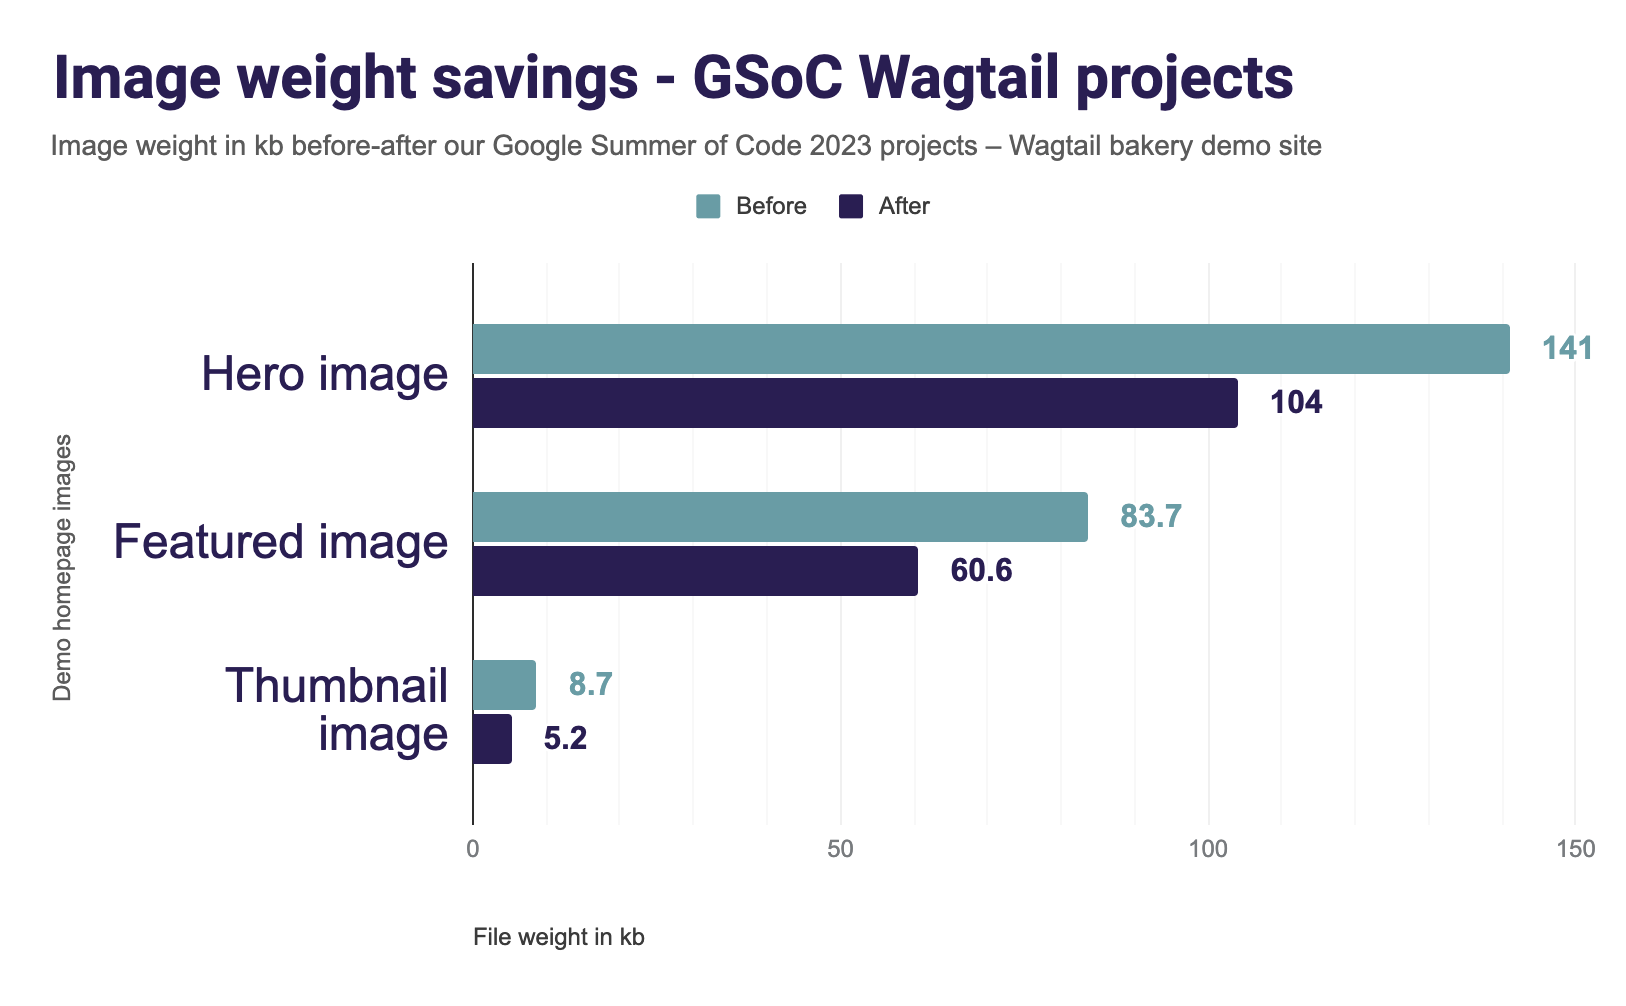 Image weight savings - GSoC Wagtail projects
Image weight in kb before-after our Google Summer of Code 2023 projects – Wagtail bakery demo site
Before After
Demo homepage images
Hero image
141
104
Featured image
83.7
60.6
Thumbnail
image
8.7
5.2
0 50 100 150
File weight in kb